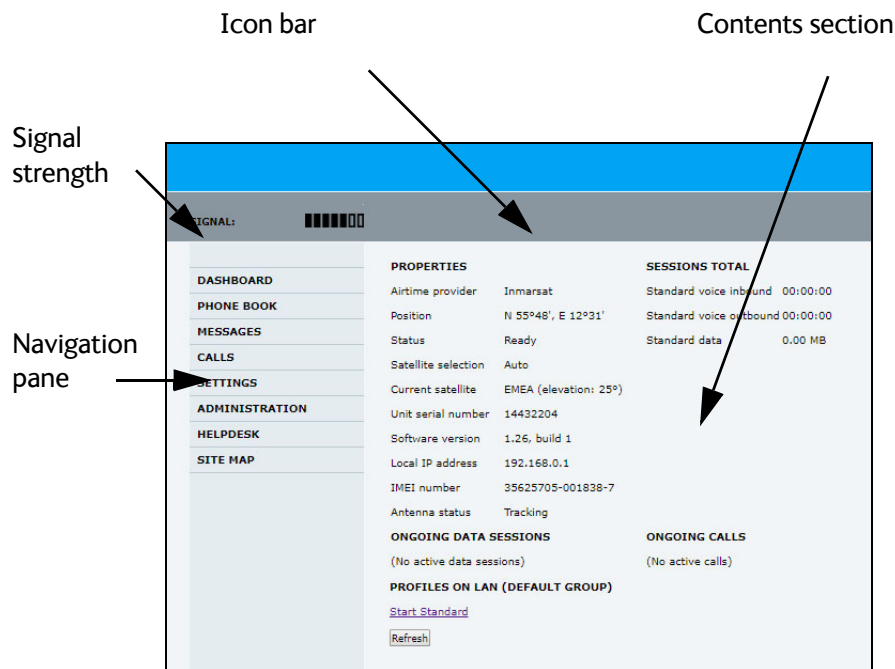 Icon bar
Contents section
Signal
strength
SIGNAL:
Navigation
pane
DASHBOARD
PHONE BOOK
MESSAGES
CALLS
SETTINGS
ADMINISTRATION
HELPDESK
SITE MAP
PROPERTIES
Airtime provider Inmarsat
Position N 55°48', E 12°31'
Status Ready
Satellite selection Auto
Current satellite EMEA (elevation: 25°)
Unit serial number 14432204
Software version 1.26, build 1
Local IP address 192.168.0.1
IMEI number 35625705-001838-7
Antenna status Tracking
SESSIONS TOTAL
Standard voice inbound 00:00:00
Standard voice outbound 00:00:00
Standard data 0.00 MB
ONGOING DATA SESSIONS
(No active data sessions)
ONGOING CALLS
(No active calls)
PROFILES ON LAN (DEFAULT GROUP)
Start Standard
Refresh